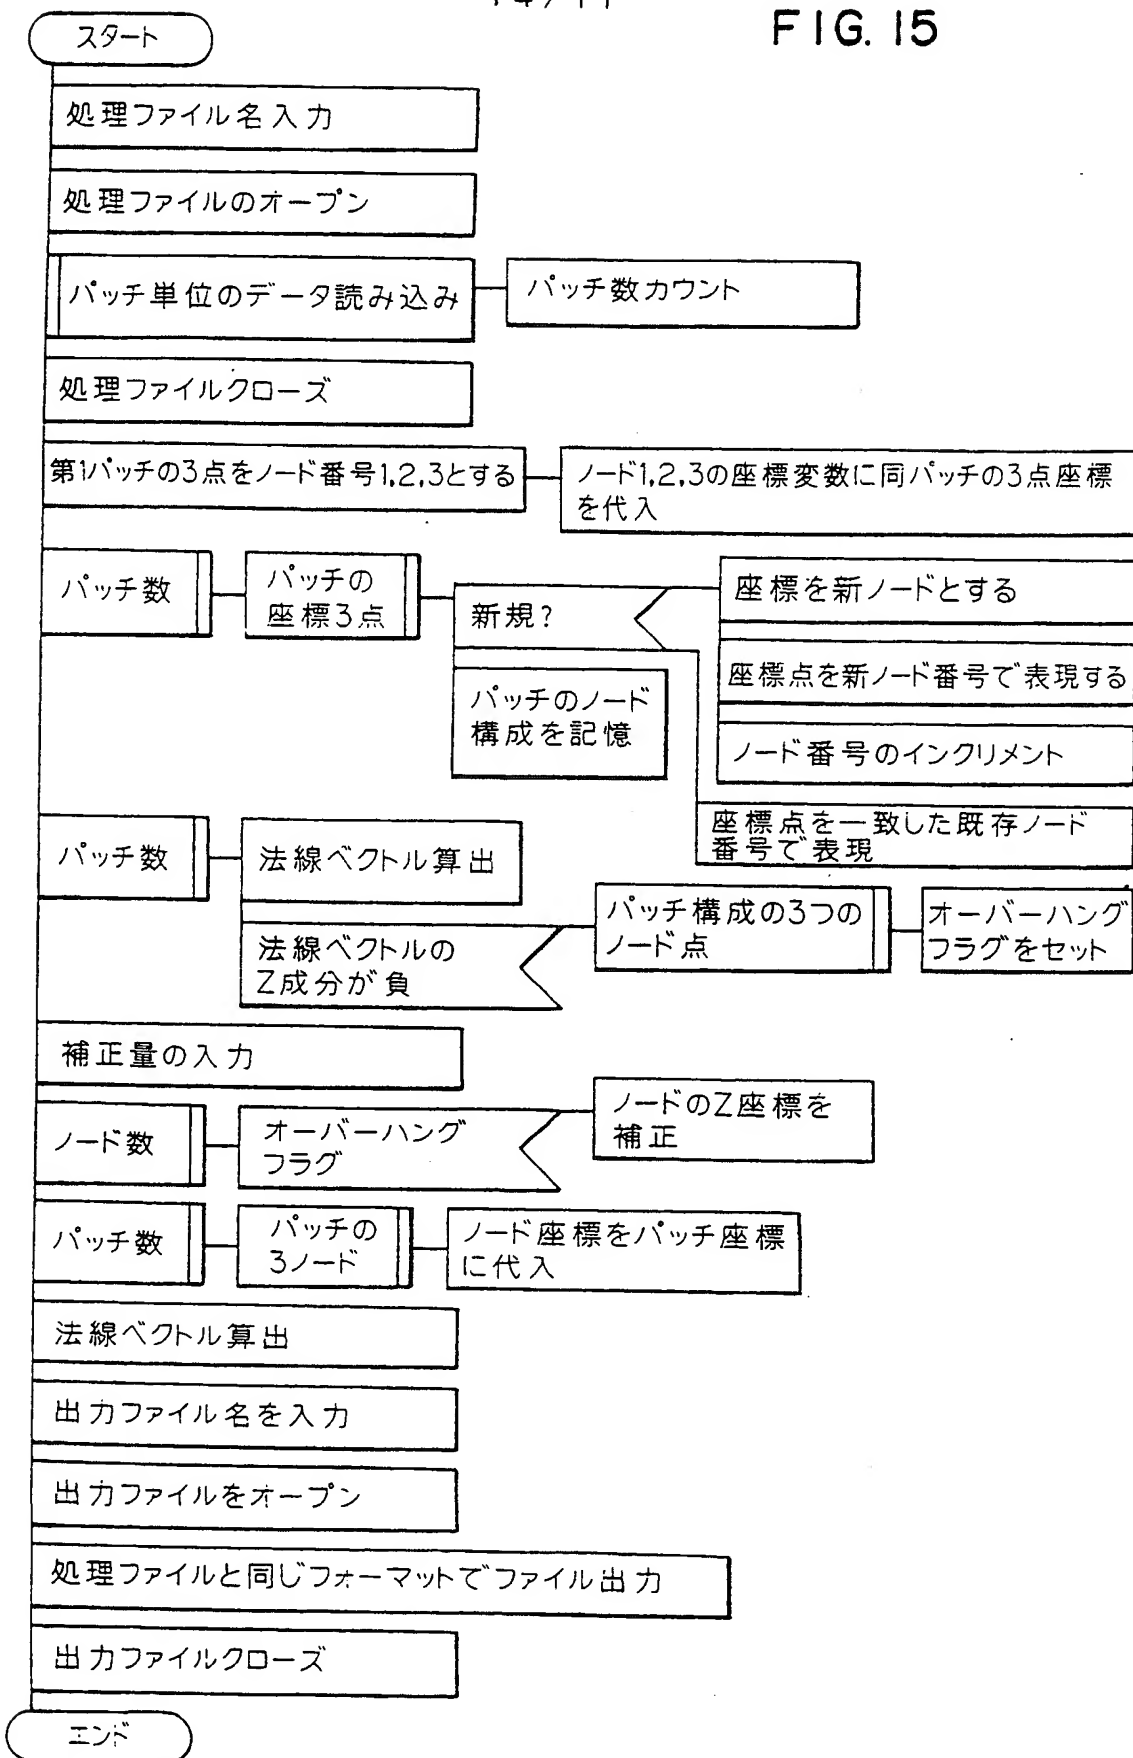 FIG. 15
スタート
処理ファイル名入力
処理ファイルのオープン
パッチ単位のデータ読み込み
パッチ数カウント
処理ファイルクローズ
第1パッチの3点をノード番号1,2,3とする
ノード1,2,3の座標変数に同パッチの3点座標
を代入
パッチ数
パッチの
座標3点
新規?
座標を新ノードとする
座標点を新ノード番号で表現する
ノード番号のインクリメント
パッチのノード
構成を記憶
座標点を一致した既存ノード
番号で表現
パッチ数
法線ベクトル算出
法線ベクトルの
Z成分が負
パッチ構成の3つの
ノード点
オーバーハング
フラグをセット
補正量の入力
ノード数
オーバーハング
フラグ
ノードのZ座標を
補正
パッチ数
パッチの
3ノード
ノード座標をパッチ座標
に代入
法線ベクトル算出
出力ファイル名を入力
出力ファイルをオープン
処理ファイルと同じフォーマットでファイル出力
出力ファイルクローズ
エンド